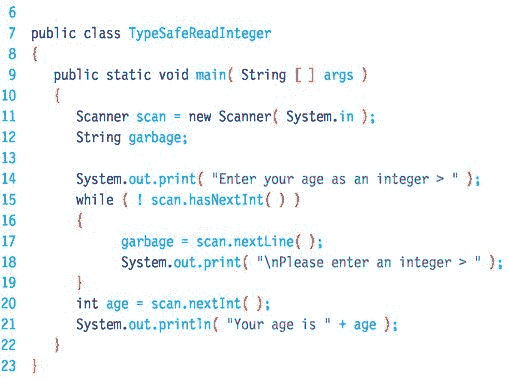 6
7 public class TypeSafeReadInteger
8 {
9 public static void main( String [ ] args )
10 {
11 Scanner scan = new Scanner( System.in );
12 String garbage;
13
14 System.out.print( "Enter your age as an integer > " );
15 while ( ! scan.hasNextInt( ) )
16 {
17 garbage = scan.nextLine( );
18 System.out.print( "\nPlease enter an integer > " );
19 }
20 int age = scan.nextInt( );
21 System.out.println( "Your age is " + age );
22 }
23 }